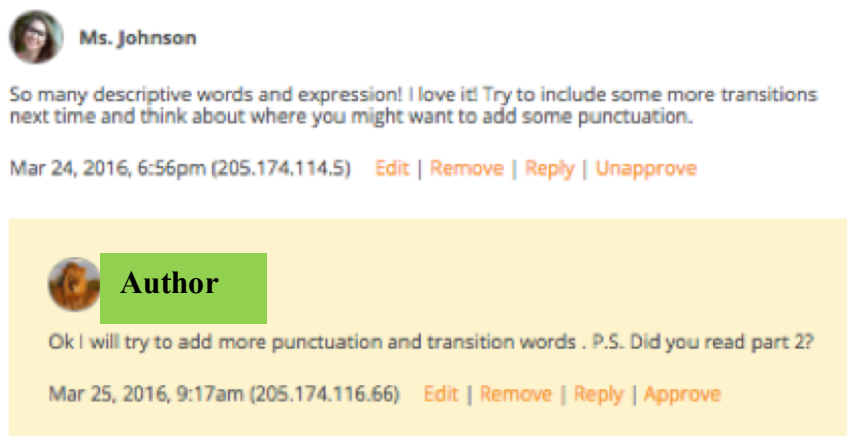 Ms. Johnson
So many descriptive words and expression! I love it! Try to include some more transitions
next time and think about where you might want to add some punctuation.
Mar 24, 2016, 6:56pm (205.174.114.5) Edit | Remove | Reply | Unapprove
Author
Ok I will try to add more punctuation and transition words . P.S. Did you read part 2?
Mar 25, 2016, 9:17am (205.174.116.66) Edit | Remove | Reply | Approve